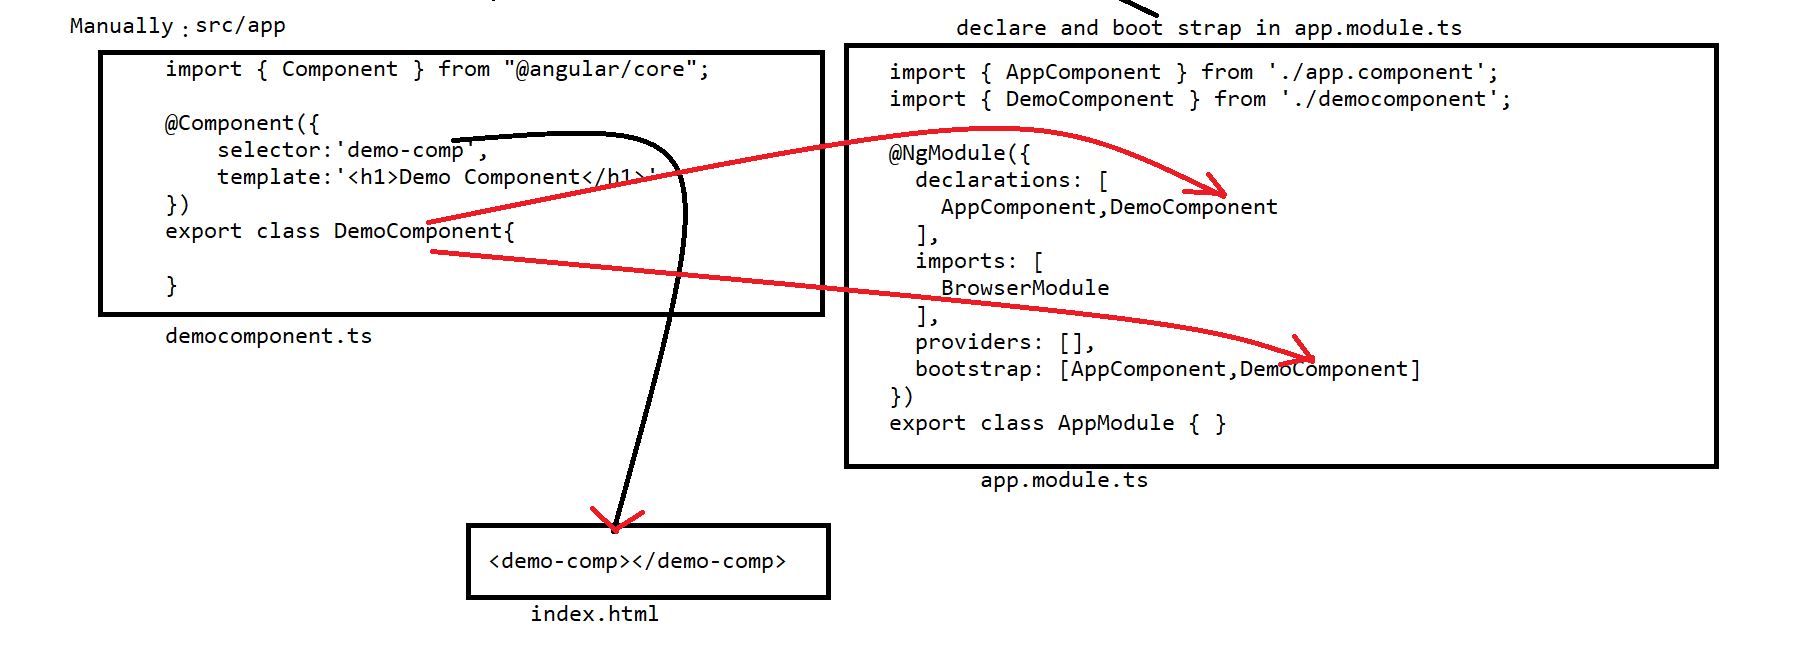 Manually : src/app
import { Component } from "@angular/core";
@Component({
selector:'demo-comp',
template:'<h1>Demo Component</h1>'
})
export class DemoComponent{
}
democomponent.ts
declare and boot strap in app.module.ts
import { AppComponent } from './app.component';
import { DemoComponent } from './democomponent';
@NgModule({
declarations: [
AppComponent,DemoComponent
],
imports: [
BrowserModule
],
providers: [],
bootstrap: [AppComponent,DemoComponent]
})
export class AppModule { }
app.module.ts
<demo-comp></demo-comp>
index.html